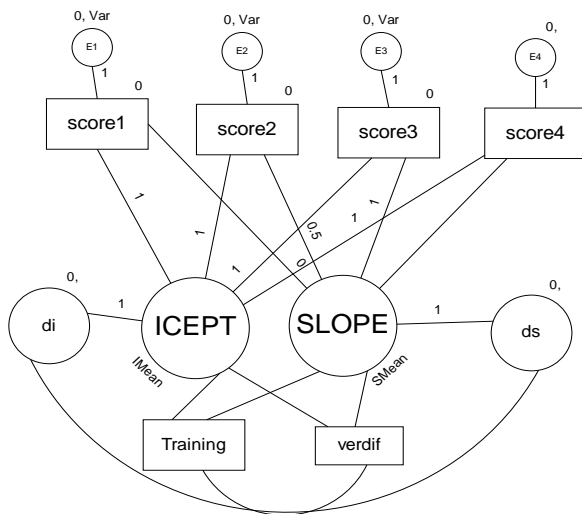 0, Var
0, Var
0, Var
0,
E1
E2
E3
E4
1
1
1
1
0
0
0
score1
score2
score3
score4
1
1
1
0.5
0
1
1
0,
0,
di
1
ICEPT
SLOPE
1
ds
IMean
SMean
Training
verdif